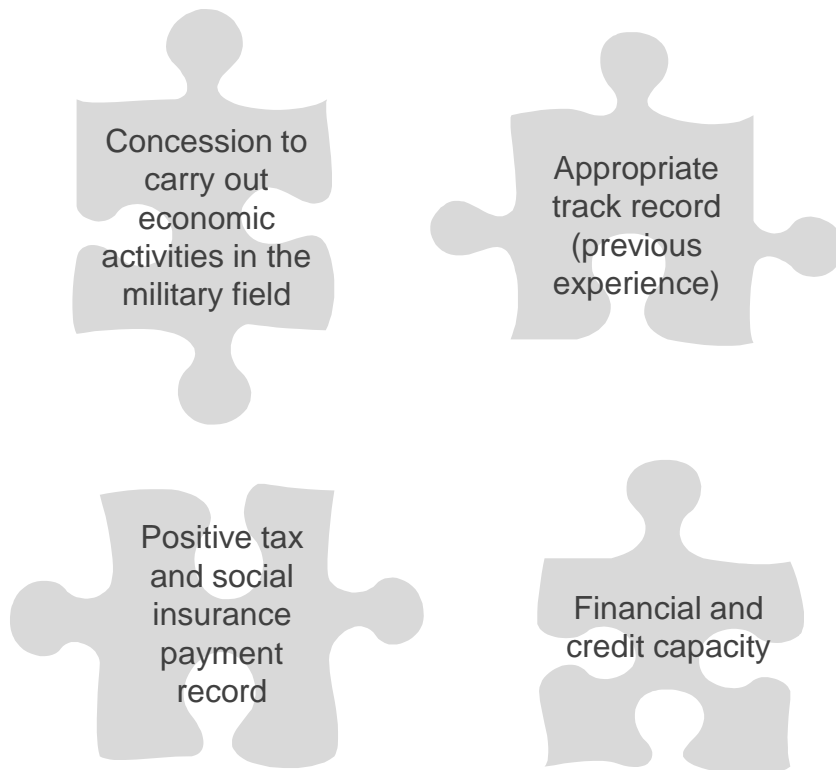 Concession to
carry out
economic
activities in the
military field
Appropriate
track record
(previous
experience)
Positive tax
and social
insurance
payment
record
Financial and
credit capacity